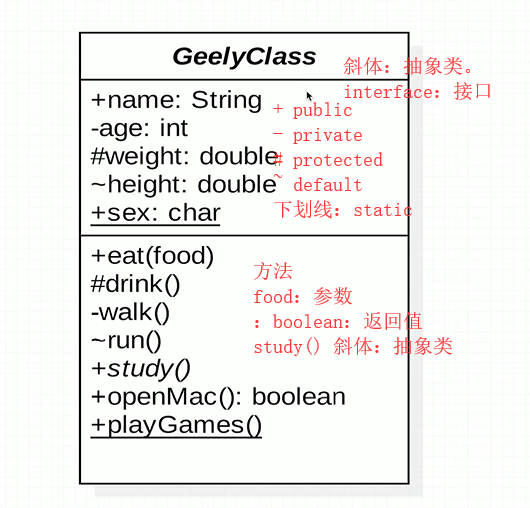 GeelyClass
斜体：抽象类。
interface：接口
+name: String
-age: int
#weight: double
~height: double
+sex: char
+ public
- private
# protected
~ default
下划线：static
+eat(food)
#drink()
-walk()
~run()
+study()
+openMac(): boolean
+playGames()
方法
food：参数
：boolean：返回值
study() 斜体：抽象类